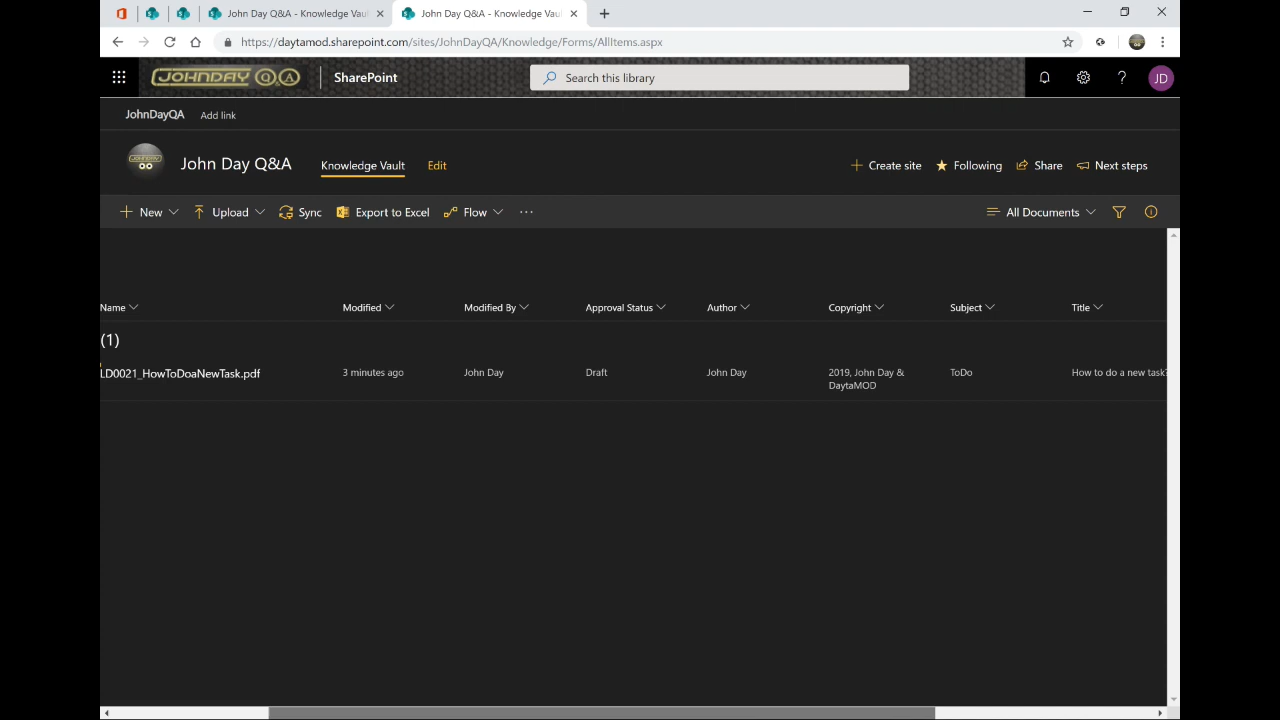 John Day Q&A - Knowledge Vaul
John Day Q&A - Knowledge Vaul
https://daytamod.sharepoint.com/sites/JohnDayQA/Knowledge/Forms/AllItems.aspx
JOHNDAY Q&A
SharePoint
Search this library
JD
JohnDayQA
Add link
John Day Q&A
Knowledge Vault
Edit
Create site
Following
Share
Next steps
New
Upload
Sync
Export to Excel
Flow
All Documents
Name
Modified
Modified By
Approval Status
Author
Copyright
Subject
Title
(1)
LD0021_HowToDoaNewTask.pdf
3 minutes ago
John Day
Draft
John Day
2019, John Day &
DaytaMOD
ToDo
How to do a new task?